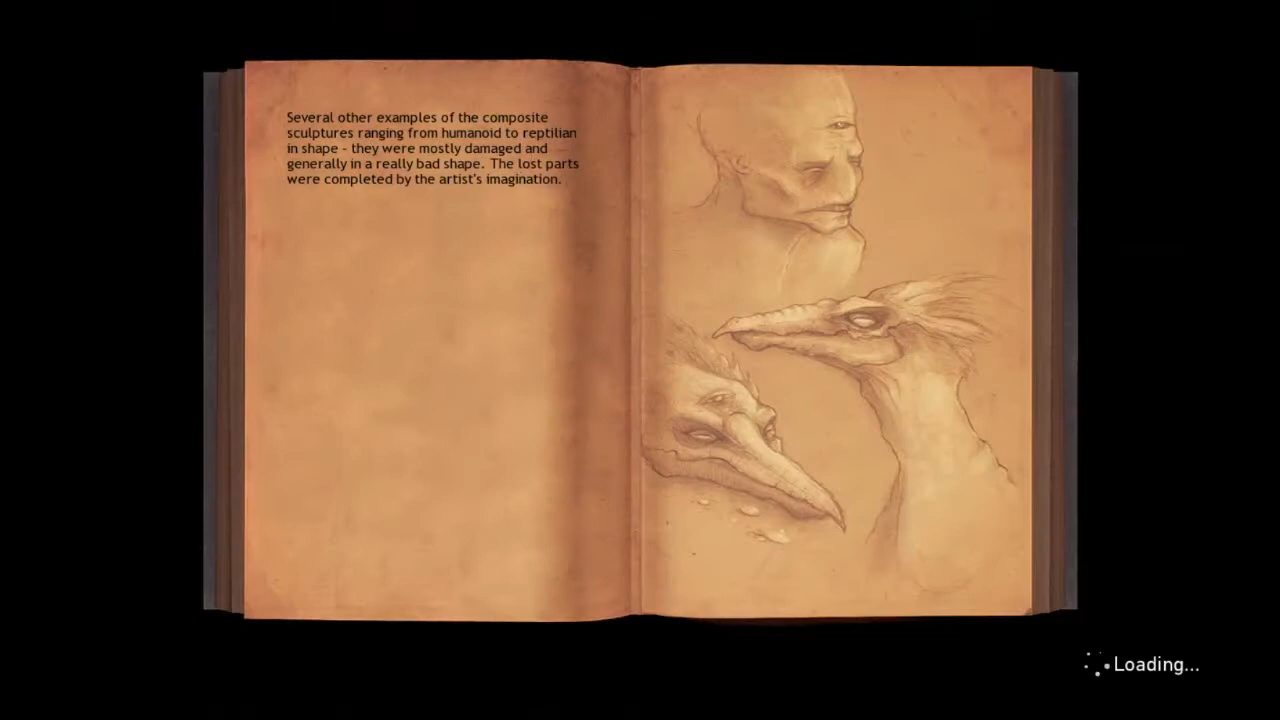 Several other examples of the composite
sculptures ranging from humanoid to reptilian
in shape - they were mostly damaged and
generally in a really bad shape. The lost parts
were completed by the artist's imagination.
Loading...